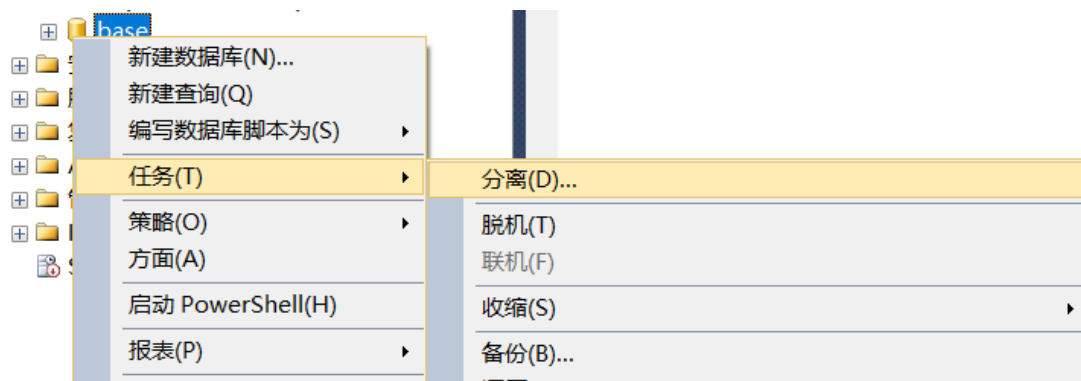 base
新建数据库(N)...
新建查询(Q)
编写数据库脚本为(S)
任务(T)
策略(O)
方面(A)
启动 PowerShell(H)
报表(P)
分离(D)...
脱机(T)
联机(F)
收缩(S)
备份(B)...